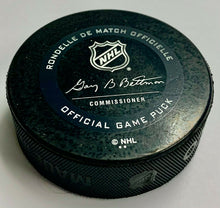 RONDELLE DE MATCH OFFICIELLE
NHL
Gary B Bettman
COMMISSIONER
OFFICIAL GAME PUCK
© NHL